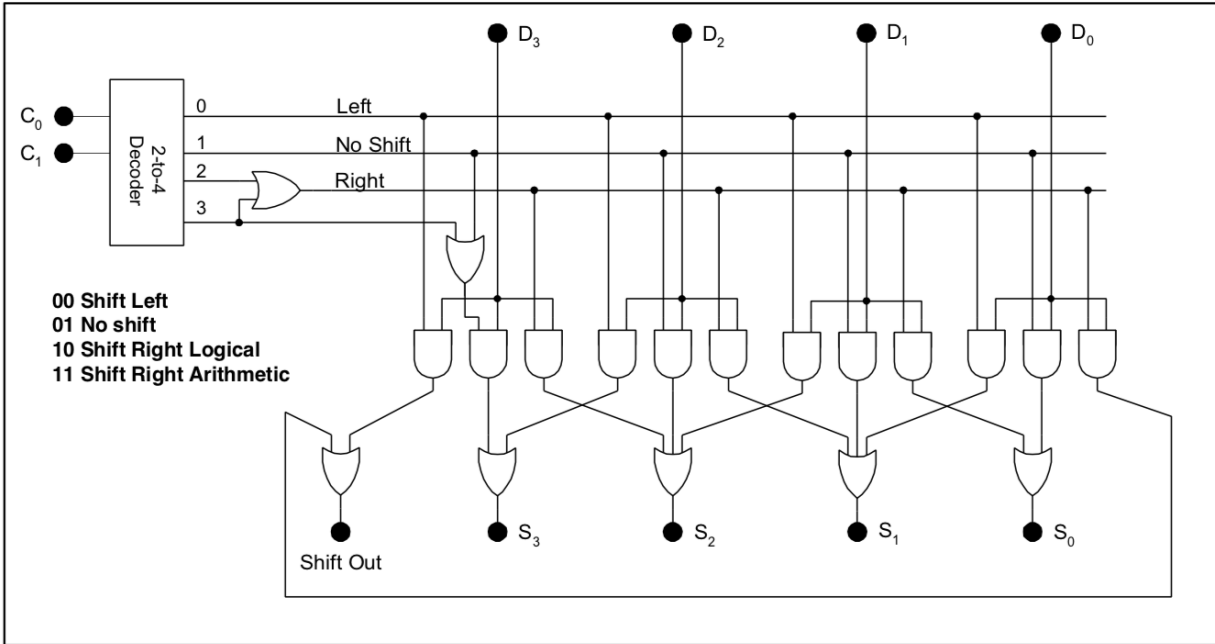 D₃ D₂ D₁ D₀
C₀
C₁
2-to-4
Decoder
0 Left
1 No Shift
2 Right
3
00 Shift Left
01 No shift
10 Shift Right Logical
11 Shift Right Arithmetic
Shift Out
S₃ S₂ S₁ S₀